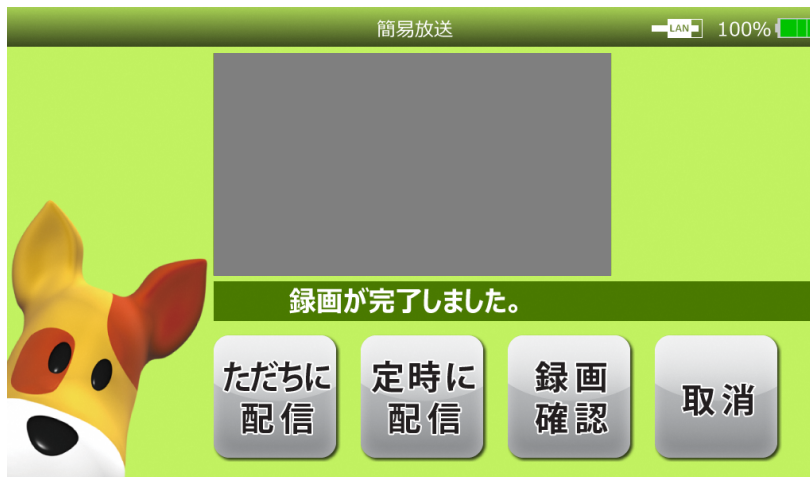 簡易放送
LAN 100%
録画が完了しました。
ただちに
配信
定時に
配信
録画
確認
取消